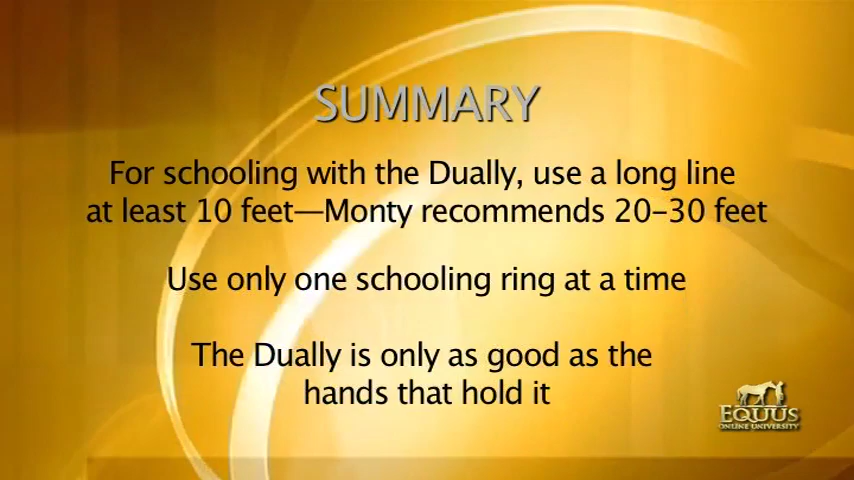 SUMMARY
For schooling with the Dually, use a long line
at least 10 feet—Monty recommends 20-30 feet
Use only one schooling ring at a time
The Dually is only as good as the
hands that hold it
EQUUS
ONLINE UNIVERSITY